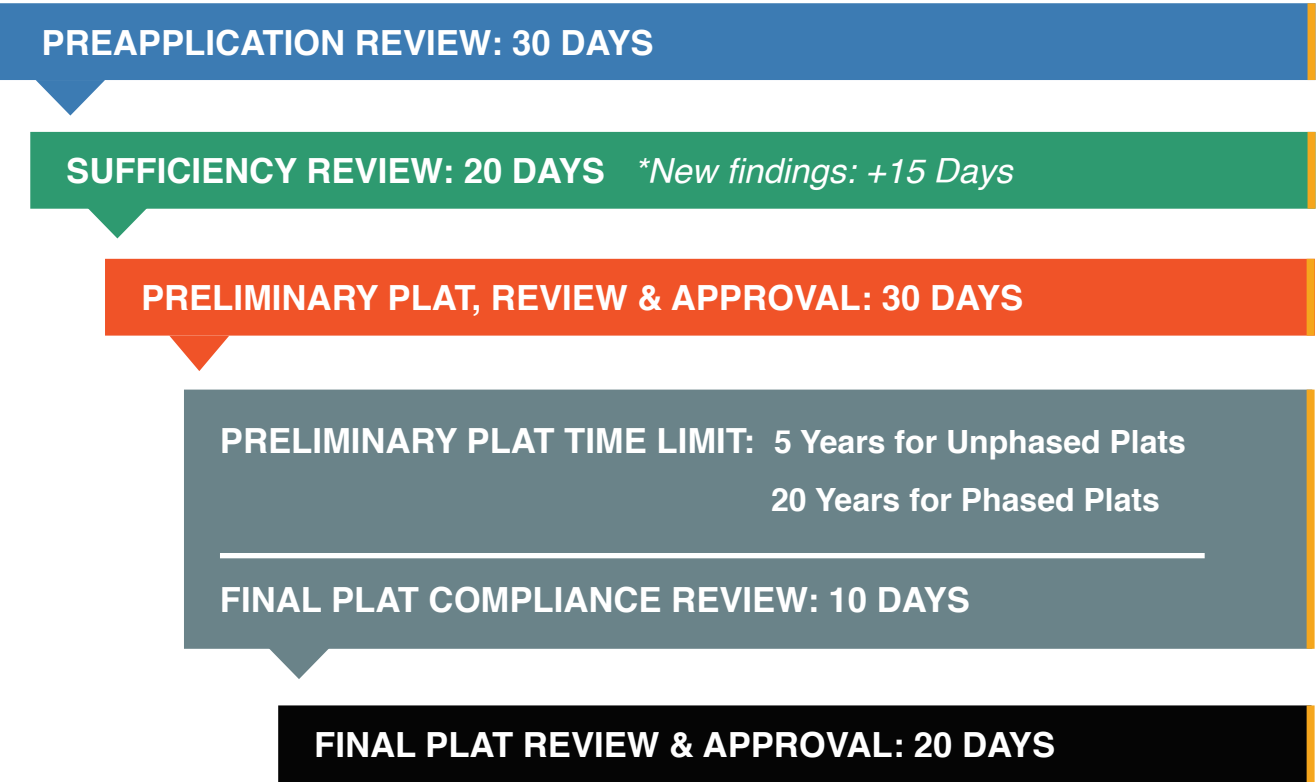 PREAPPLICATION REVIEW: 30 DAYS
SUFFICIENCY REVIEW: 20 DAYS *New findings: +15 Days
PRELIMINARY PLAT, REVIEW & APPROVAL: 30 DAYS
PRELIMINARY PLAT TIME LIMIT: 5 Years for Unphased Plats
20 Years for Phased Plats
FINAL PLAT COMPLIANCE REVIEW: 10 DAYS
FINAL PLAT REVIEW & APPROVAL: 20 DAYS